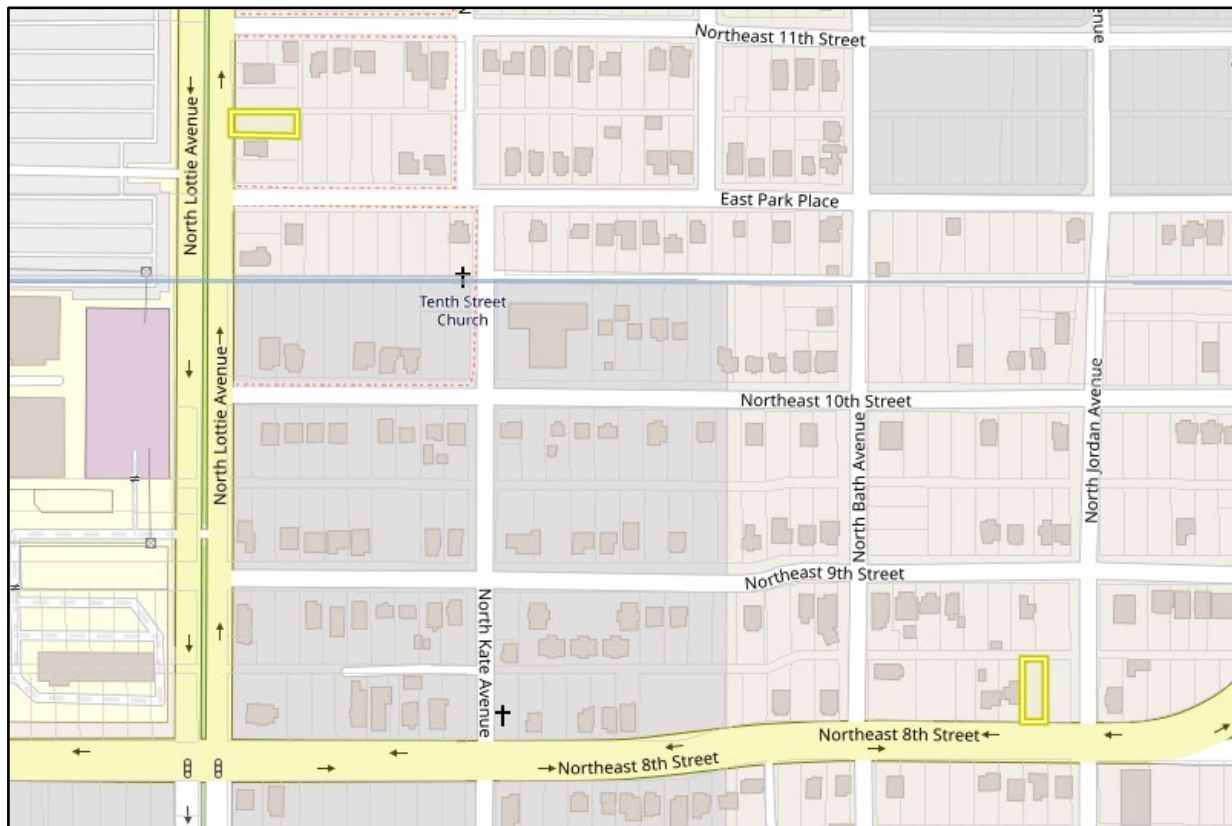 Northeast 11th Street
enue
North Lottie Avenue
East Park Place
Tenth Street
Church
North Lottie Avenue
Northeast 10th Street
North Bath Avenue
North Jordan Avenue
Northeast 9th Street
North Kate Avenue
Northeast 8th Street
Northeast 8th Street